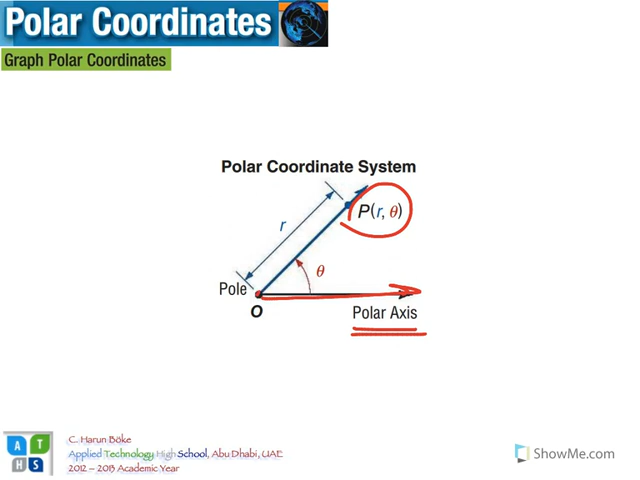 Polar Coordinates
Graph Polar Coordinates
Polar Coordinate System
r
P(r, θ)
θ
Pole
O
Polar Axis
A T
H S
C. Harun Böke
Applied Technology High School, Abu Dhabi, UAE
2012 – 2013 Academic Year
ShowMe.com